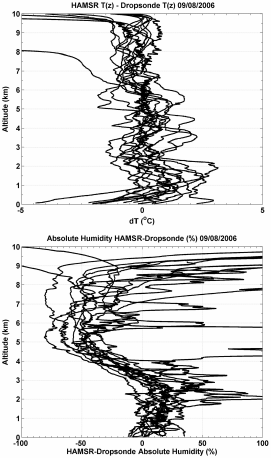 HAMSR T(z) - Dropsonde T(z) 09/08/2006
10
9
8
7
6
5
4
3
2
1
0
Altitude (km)
-5 0 5
dT (°C)
Absolute Humidity HAMSR-Dropsonde (%) 09/08/2006
10
9
8
7
6
5
4
3
2
1
0
Altitude (km)
-100 -50 0 50 100
HAMSR-Dropsonde Absolute Humidity (%)